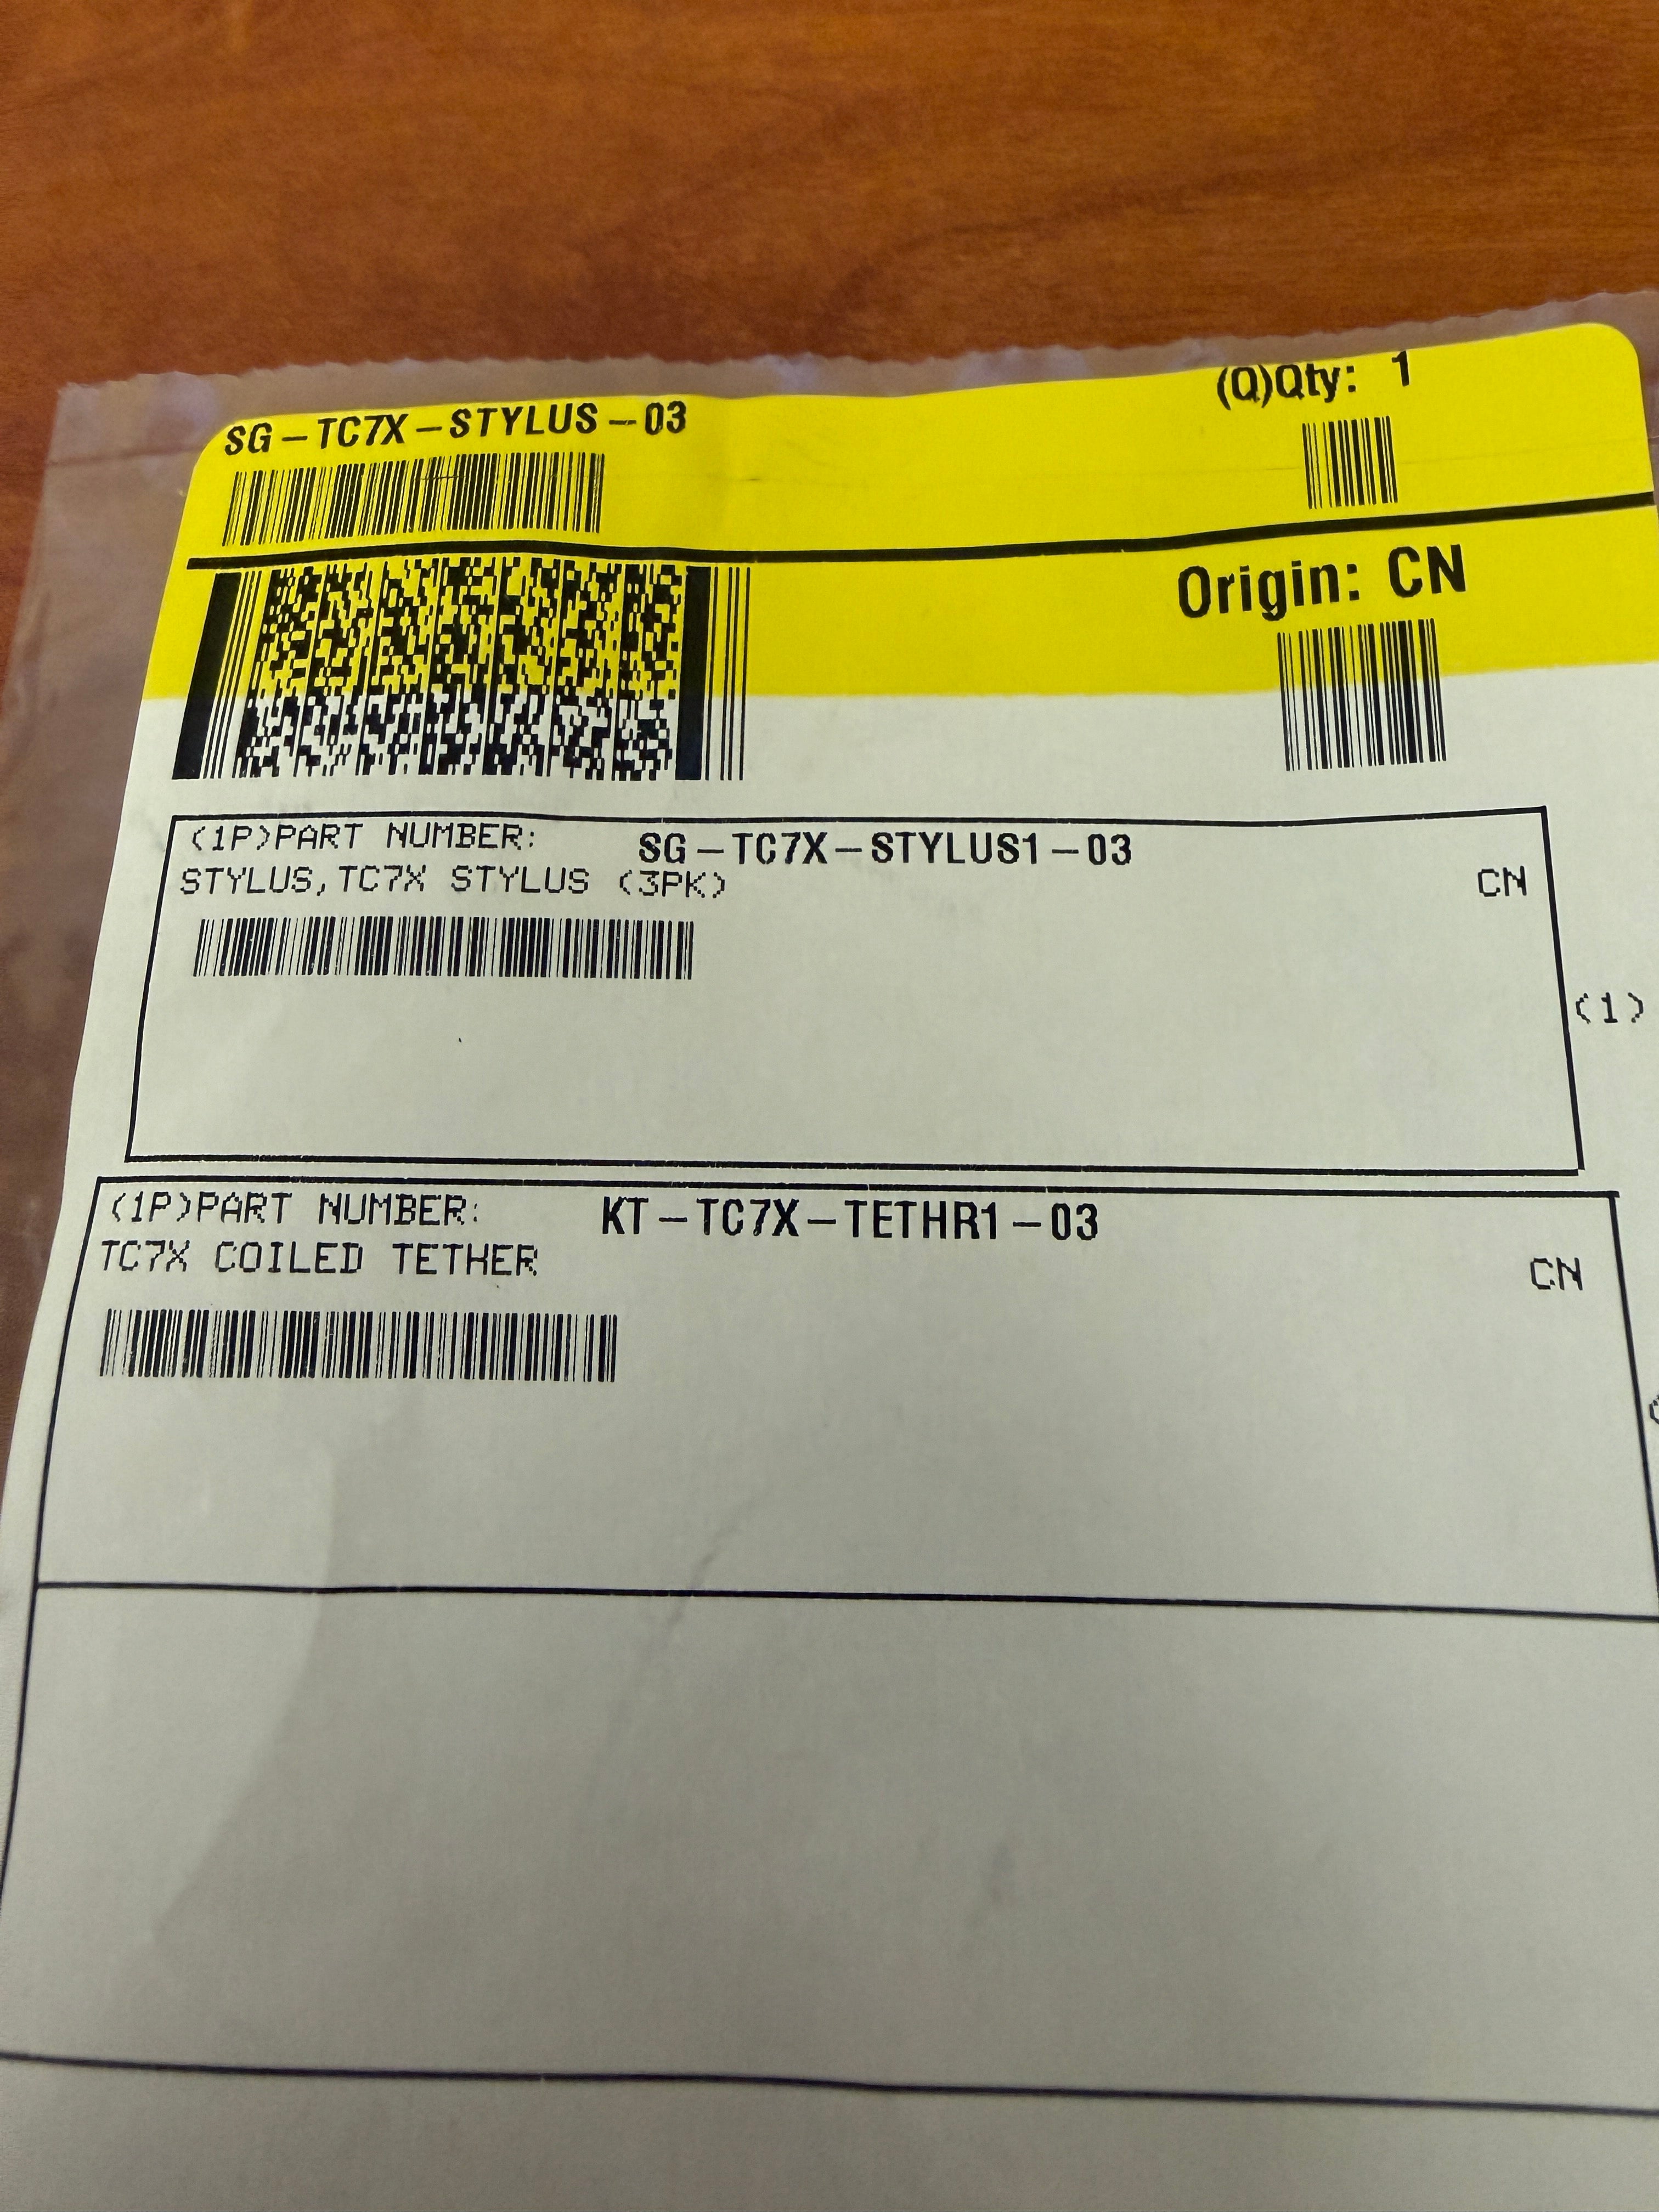 SG-TC7X-STYLUS-03
(Q)Qty: 1
Origin: CN
(1P)PART NUMBER: SG-TC7X-STYLUS1-03
STYLUS,TC7X STYLUS (3PK)
CN
(1)
(1P)PART NUMBER: KT-TC7X-TETHR1-03
TC7X COILED TETHER
CN